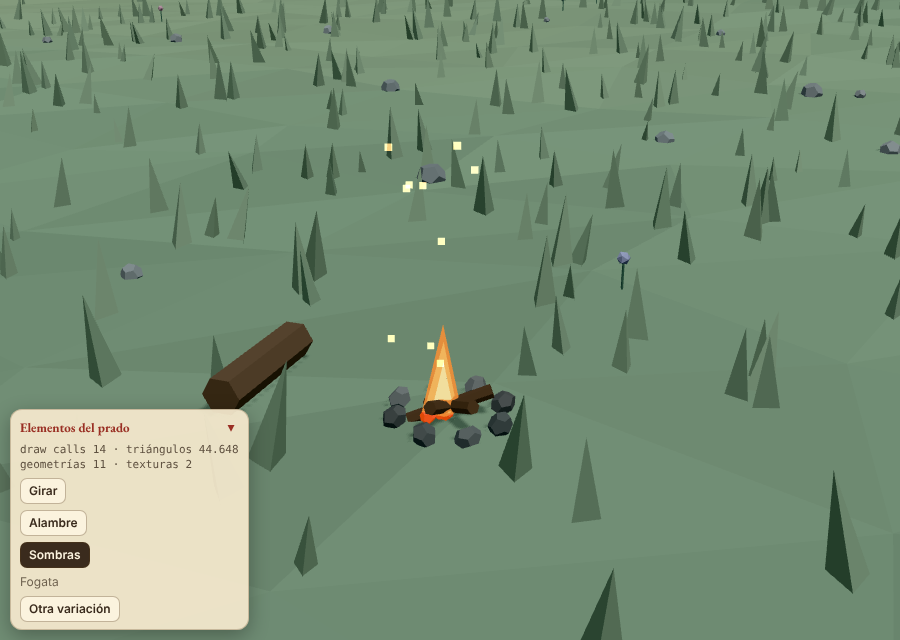 Elementos del prado ▼
draw calls 14 · triángulos 44.648
geometrías 11 · texturas 2
Girar
Alambre
Sombras
Fogata
Otra variación